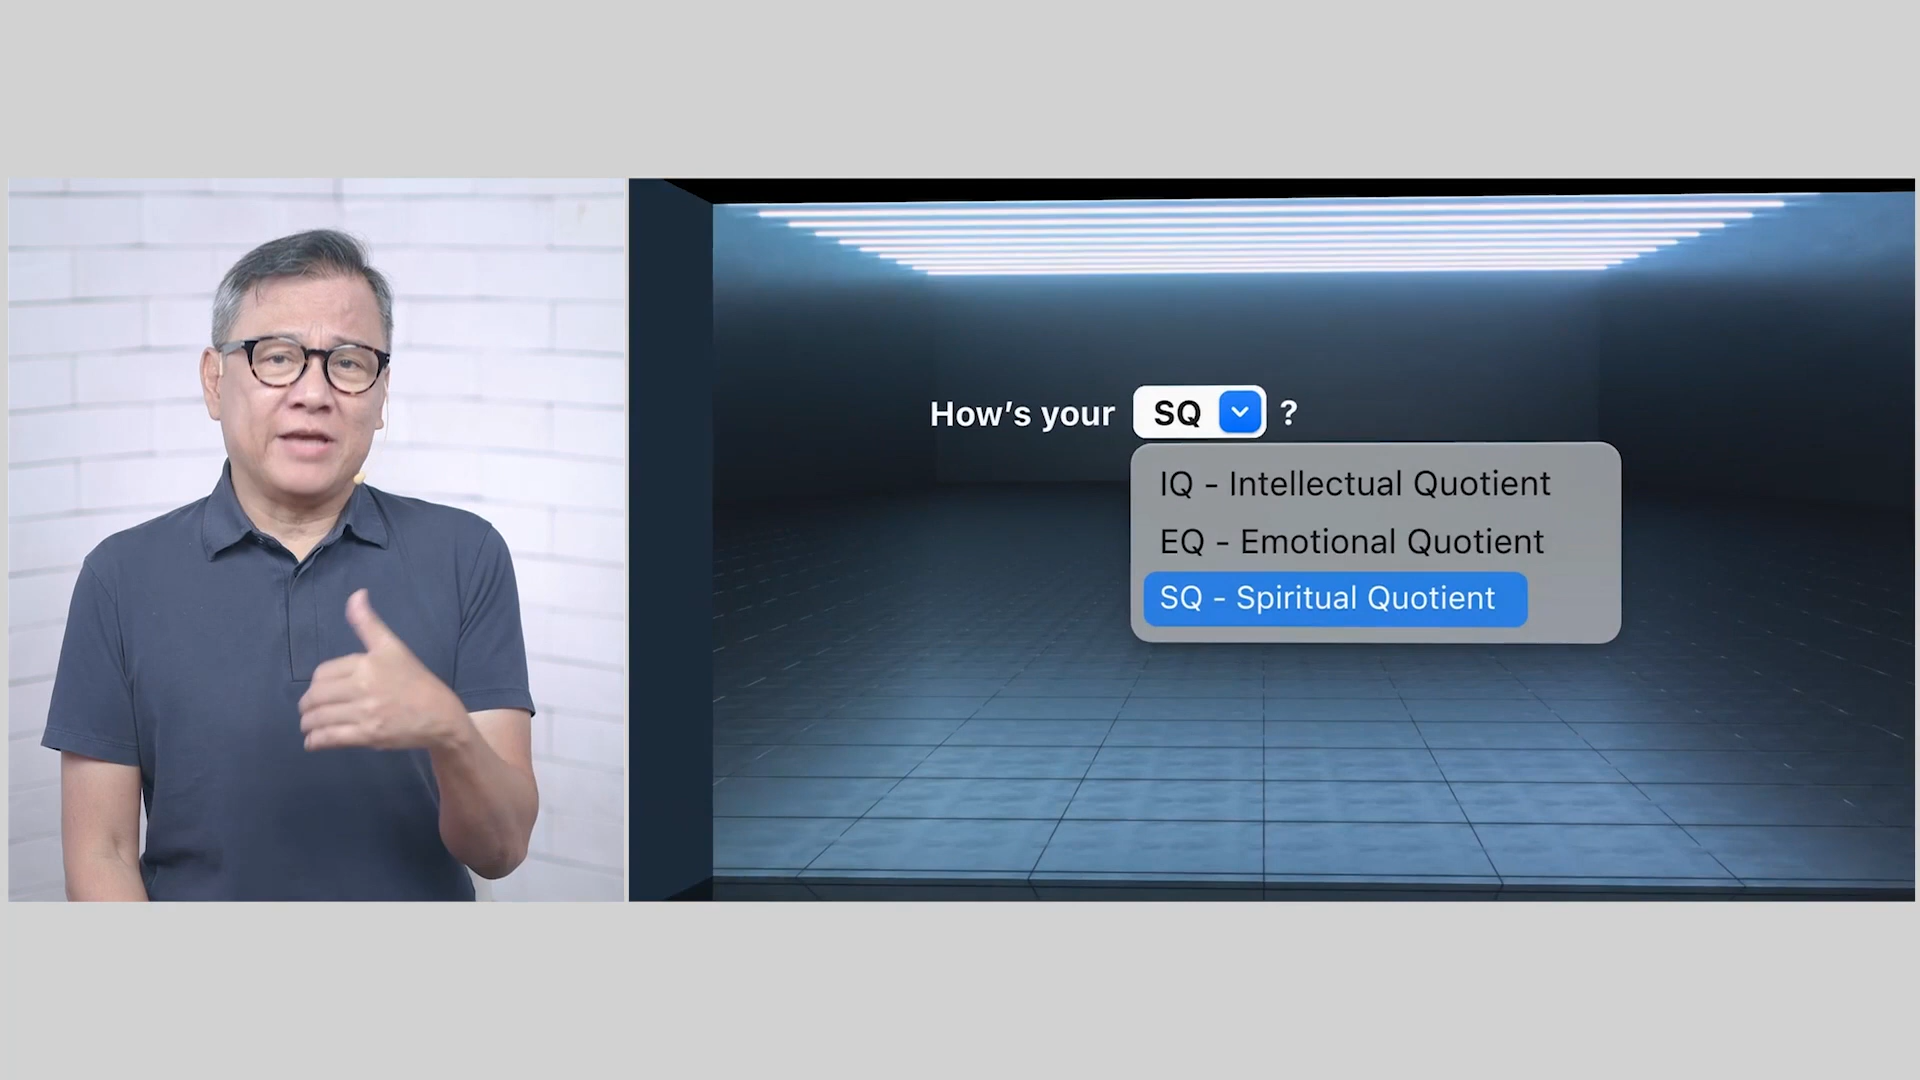 How's your SQ ?
IQ - Intellectual Quotient
EQ - Emotional Quotient
SQ - Spiritual Quotient